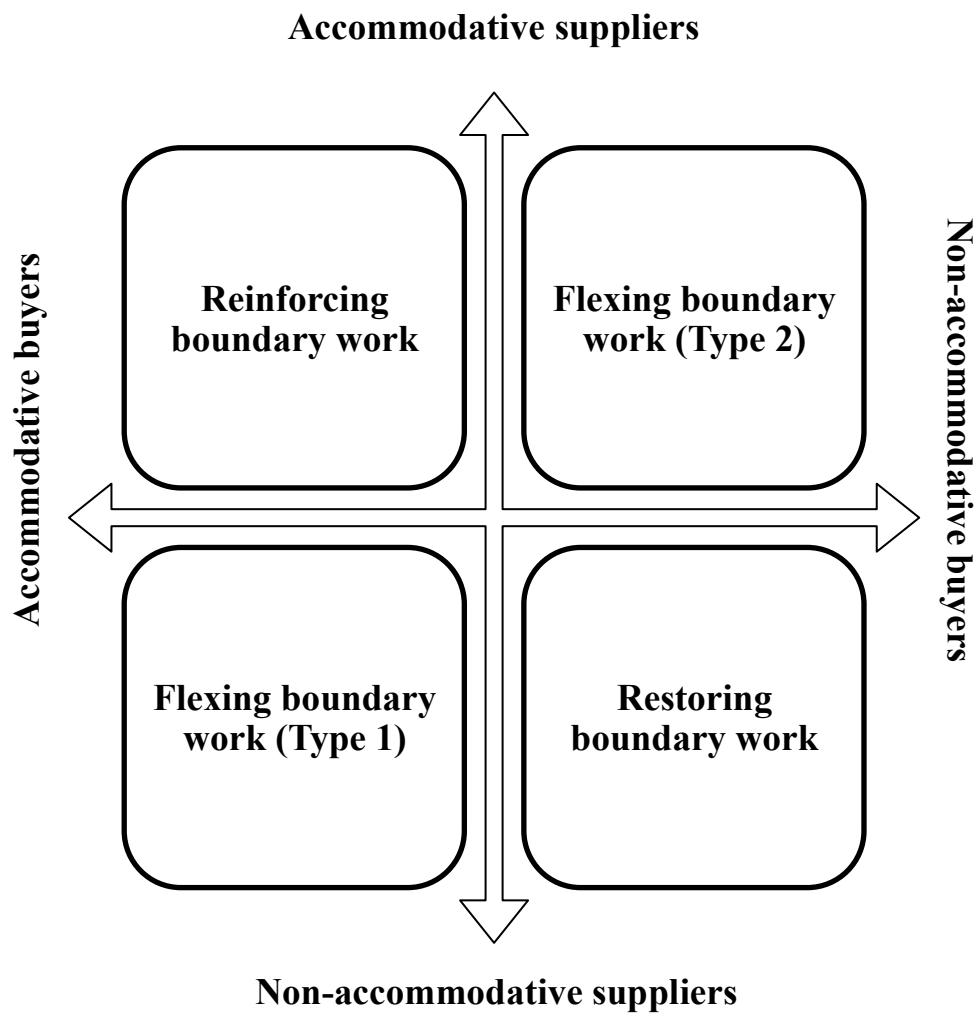 Accommodative suppliers
Reinforcing
boundary work
Flexing boundary
work (Type 2)
Accommodative buyers
Non-accommodative buyers
Flexing boundary
work (Type 1)
Restoring
boundary work
Non-accommodative suppliers